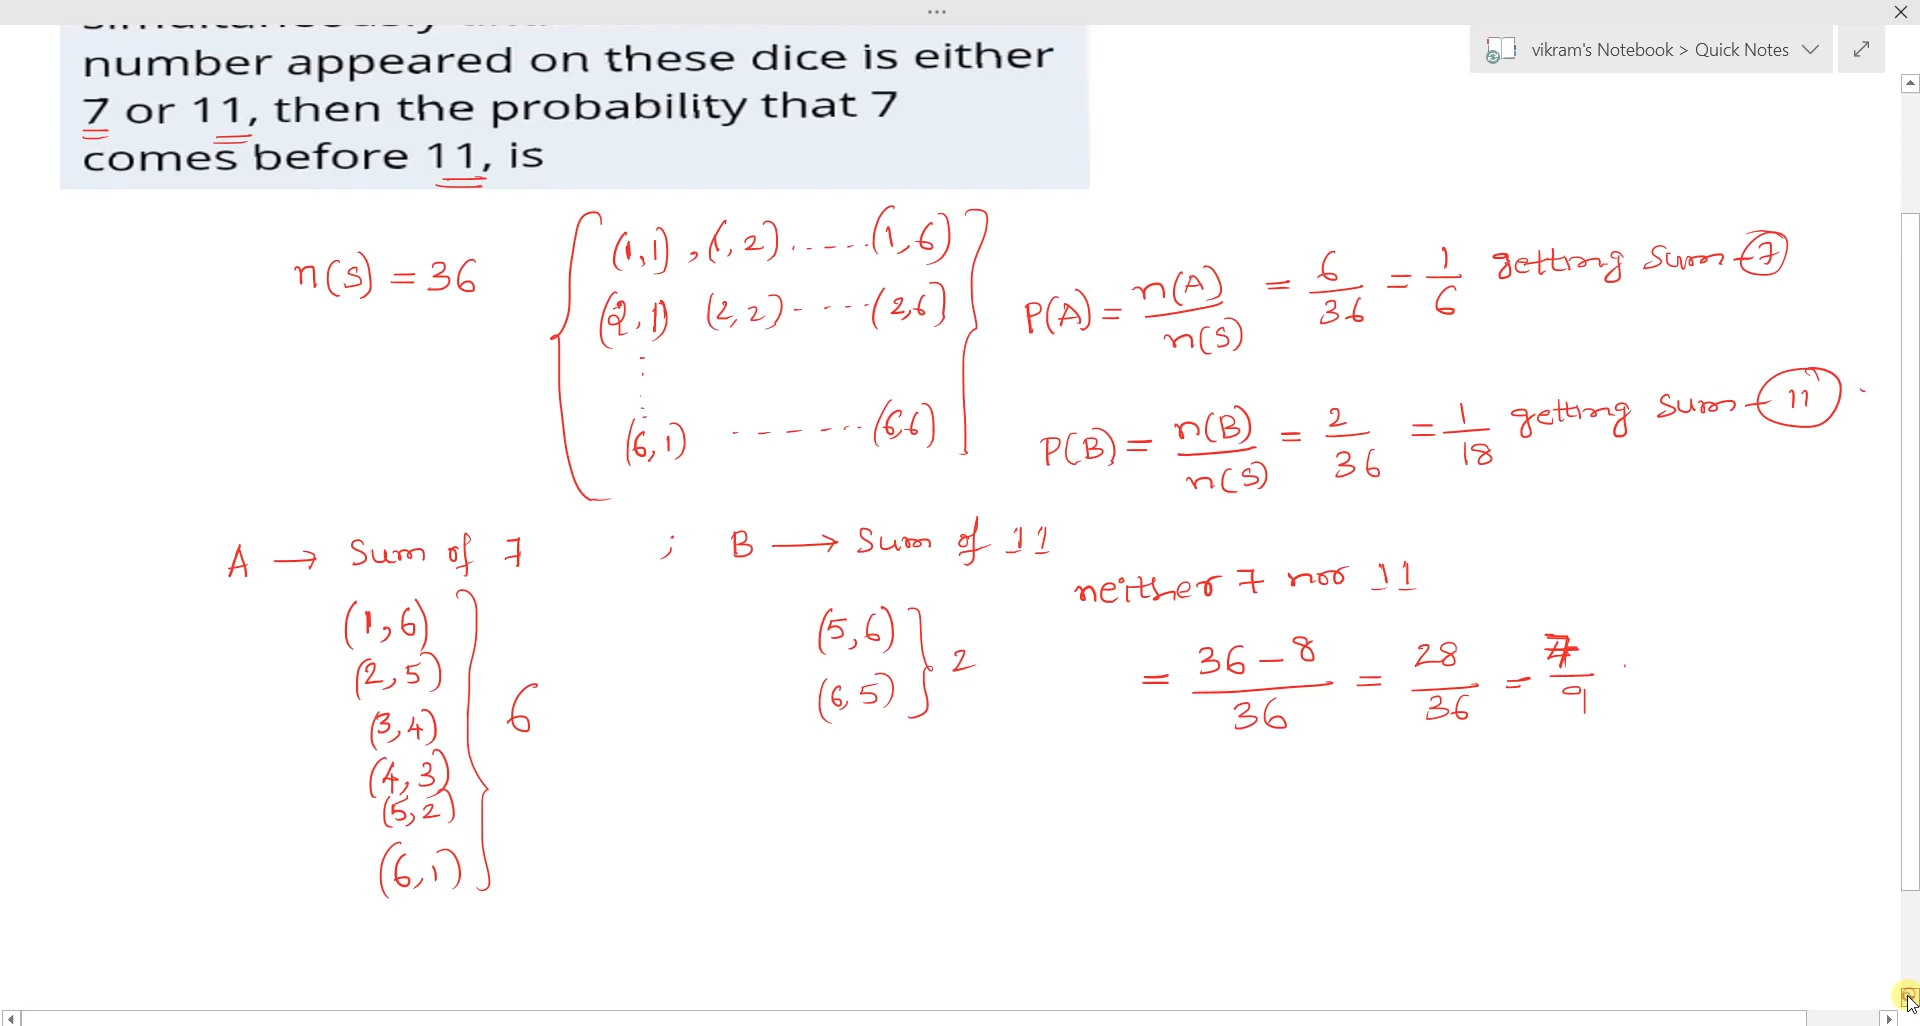 number appeared on these dice is either
7 or 11, then the probability that 7
comes before 11, is
vikram's Notebook > Quick Notes
n(S) = 36
(1,1) , (1, 2) ..... (1,6)
(2,1) (2,2) - ... (2,6)
(6,1) ------... (6,6)
P(A) = n(A)/n(S) = 6/36 = 1/6 getting Sum - 7
P(B) = n(B)/n(S) = 2/36 = 1/18 getting Sum - 11
A → Sum of 7 ; B → Sum of 11
(1,6)
(2,5)
(3,4)
(4,3)
(5,2)
(6,1)
6
(5,6)
(6,5)
2
neither 7 nor 11
= 36 - 8/36 = 28/36 = 7/9